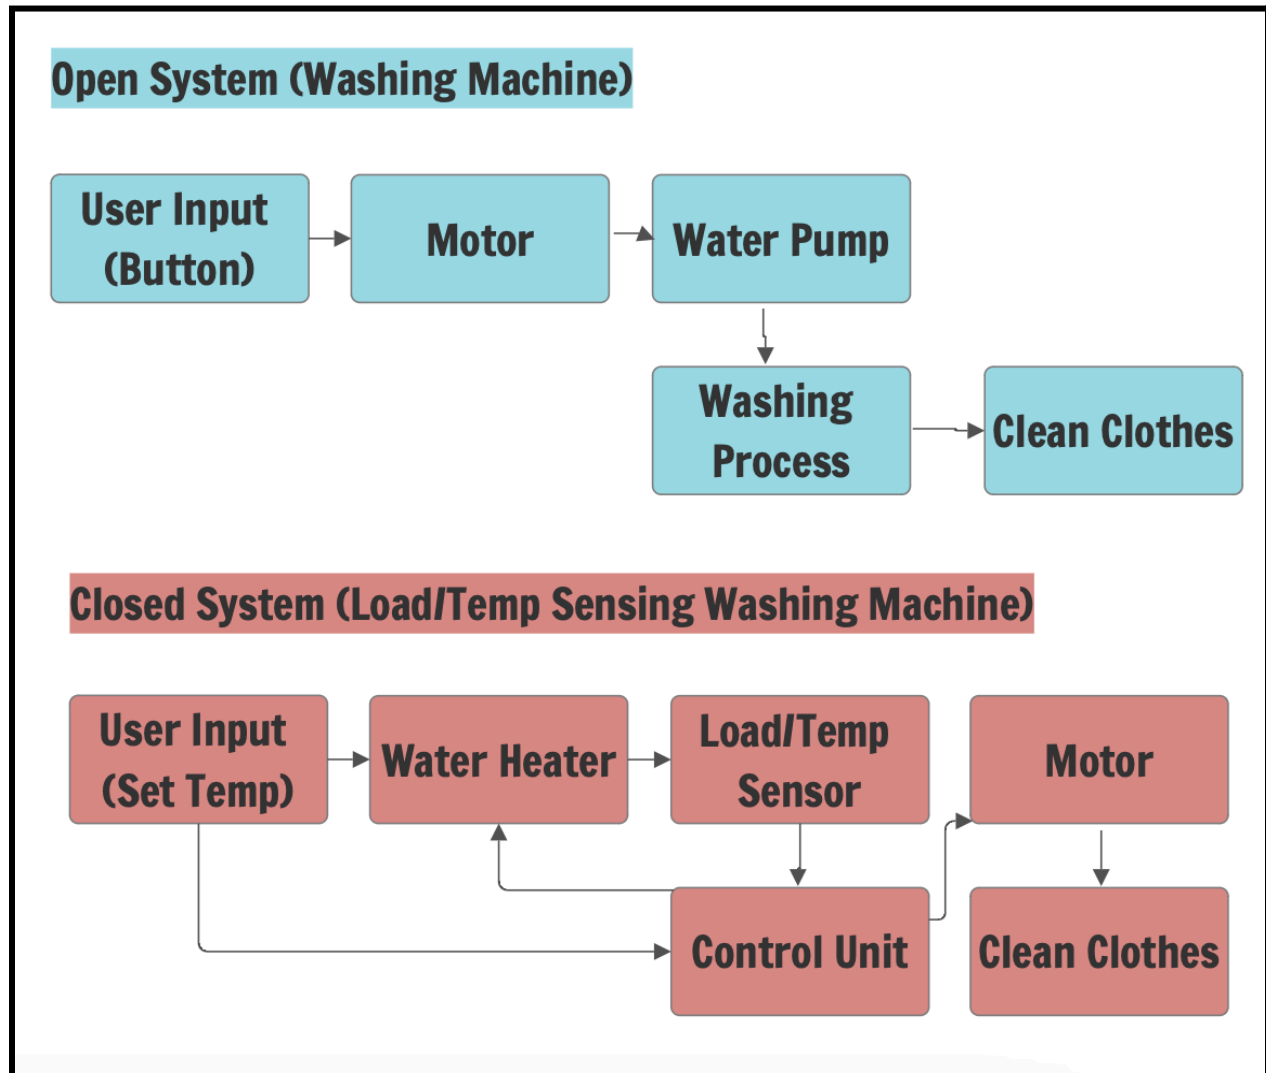 Open System (Washing Machine)
User Input
(Button)
Motor
Water Pump
Washing
Process
Clean Clothes
Closed System (Load/Temp Sensing Washing Machine)
User Input
(Set Temp)
Water Heater
Load/Temp
Sensor
Motor
Control Unit
Clean Clothes